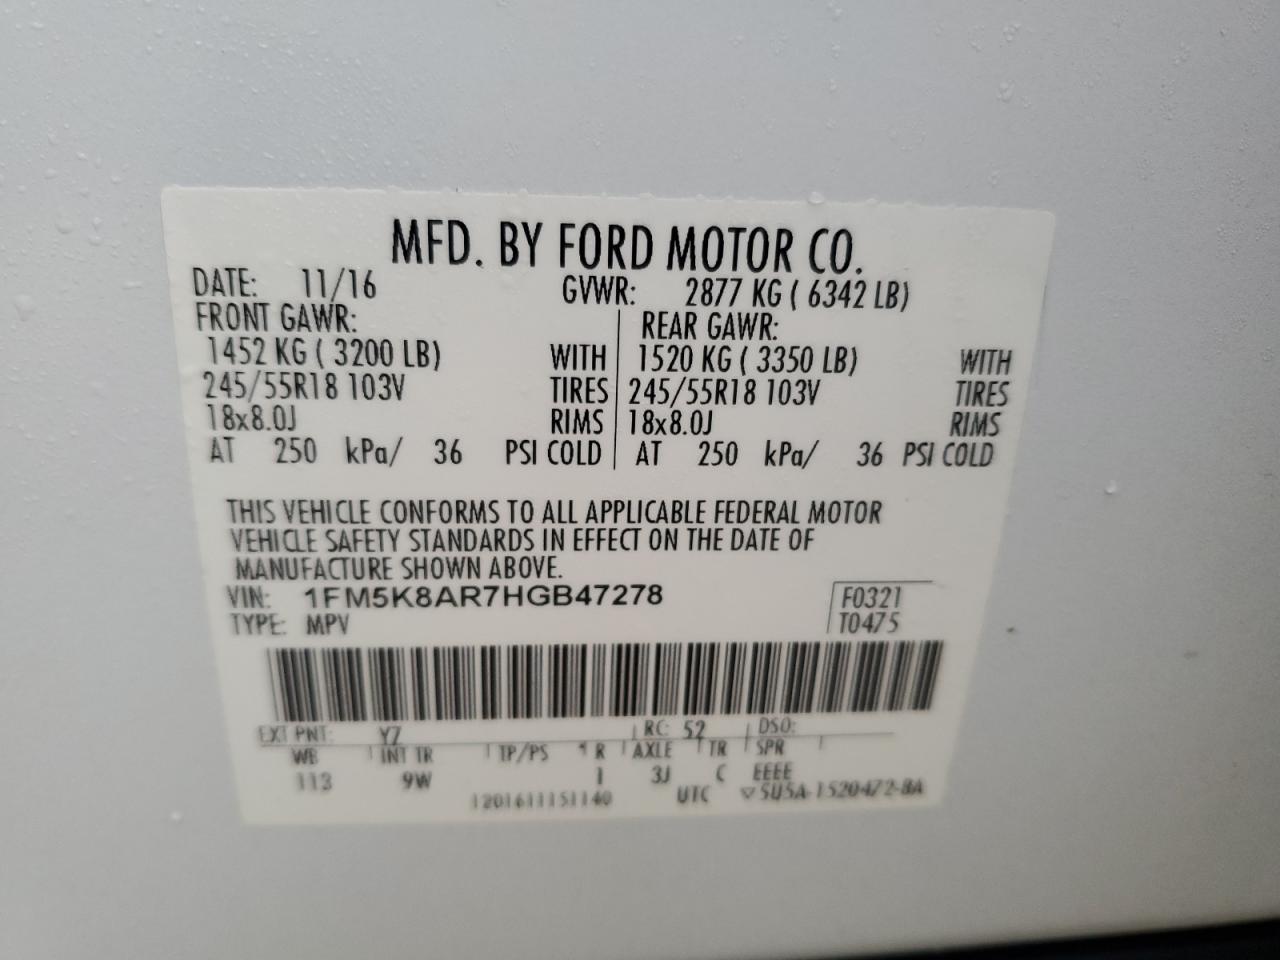 MFD. BY FORD MOTOR CO.
DATE: 11/16 GVWR: 2877 KG ( 6342 LB)
FRONT GAWR: REAR GAWR:
1452 KG ( 3200 LB) WITH 1520 KG ( 3350 LB) WITH
245/55R18 103V TIRES 245/55R18 103V TIRES
18x8.0J RIMS 18x8.0J RIMS
AT 250 kPa/ 36 PSI COLD AT 250 kPa/ 36 PSI COLD
THIS VEHICLE CONFORMS TO ALL APPLICABLE FEDERAL MOTOR
VEHICLE SAFETY STANDARDS IN EFFECT ON THE DATE OF
MANUFACTURE SHOWN ABOVE.
VIN: 1FM5K8AR7HGB47278 F0321
TYPE: MPV T0475
EXT PNT: YZ RC: 52 DSO:
WB INT TR TP/PS R AXLE TR SPR
113 9W 1 3J C EEEE
1201611151140 UTC ▽5U5A-1520472-BA